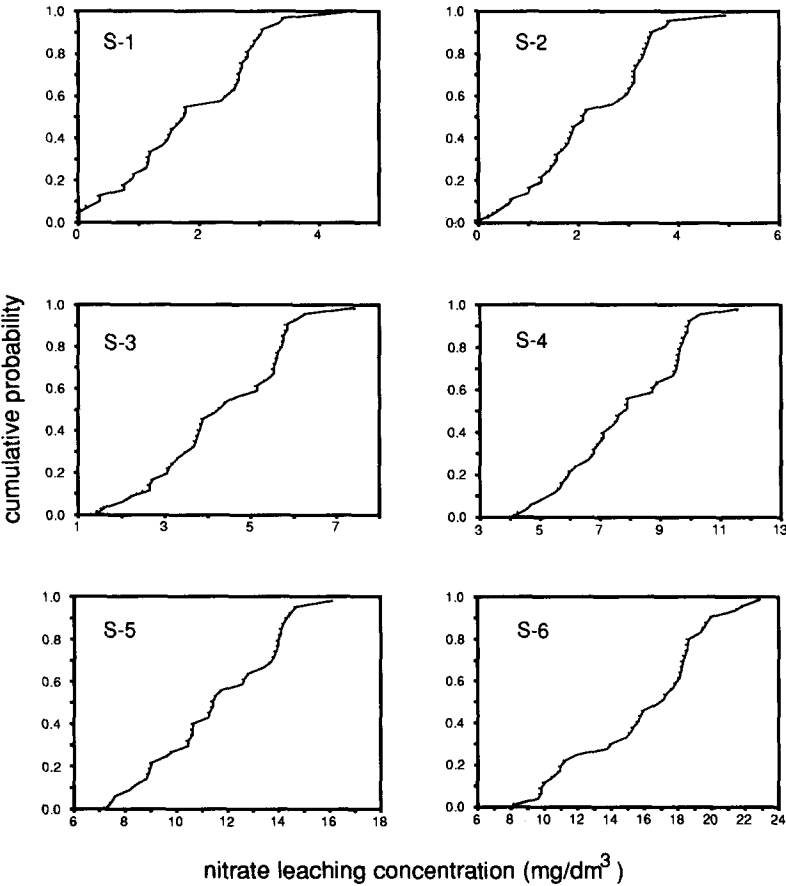 cumulative probability
S-1
1.0
0.8
0.6
0.4
0.2
0.0
0 2 4
S-2
1.0
0.8
0.6
0.4
0.2
0.0
0 2 4 6
S-3
1.0
0.8
0.6
0.4
0.2
0.0
1 3 5 7
S-4
1.0
0.8
0.6
0.4
0.2
0.0
3 5 7 9 11 13
S-5
1.0
0.8
0.6
0.4
0.2
0.0
6 8 10 12 14 16 18
S-6
1.0
0.8
0.6
0.4
0.2
0.0
6 8 10 12 14 16 18 20 22 24
nitrate leaching concentration (mg/dm³)